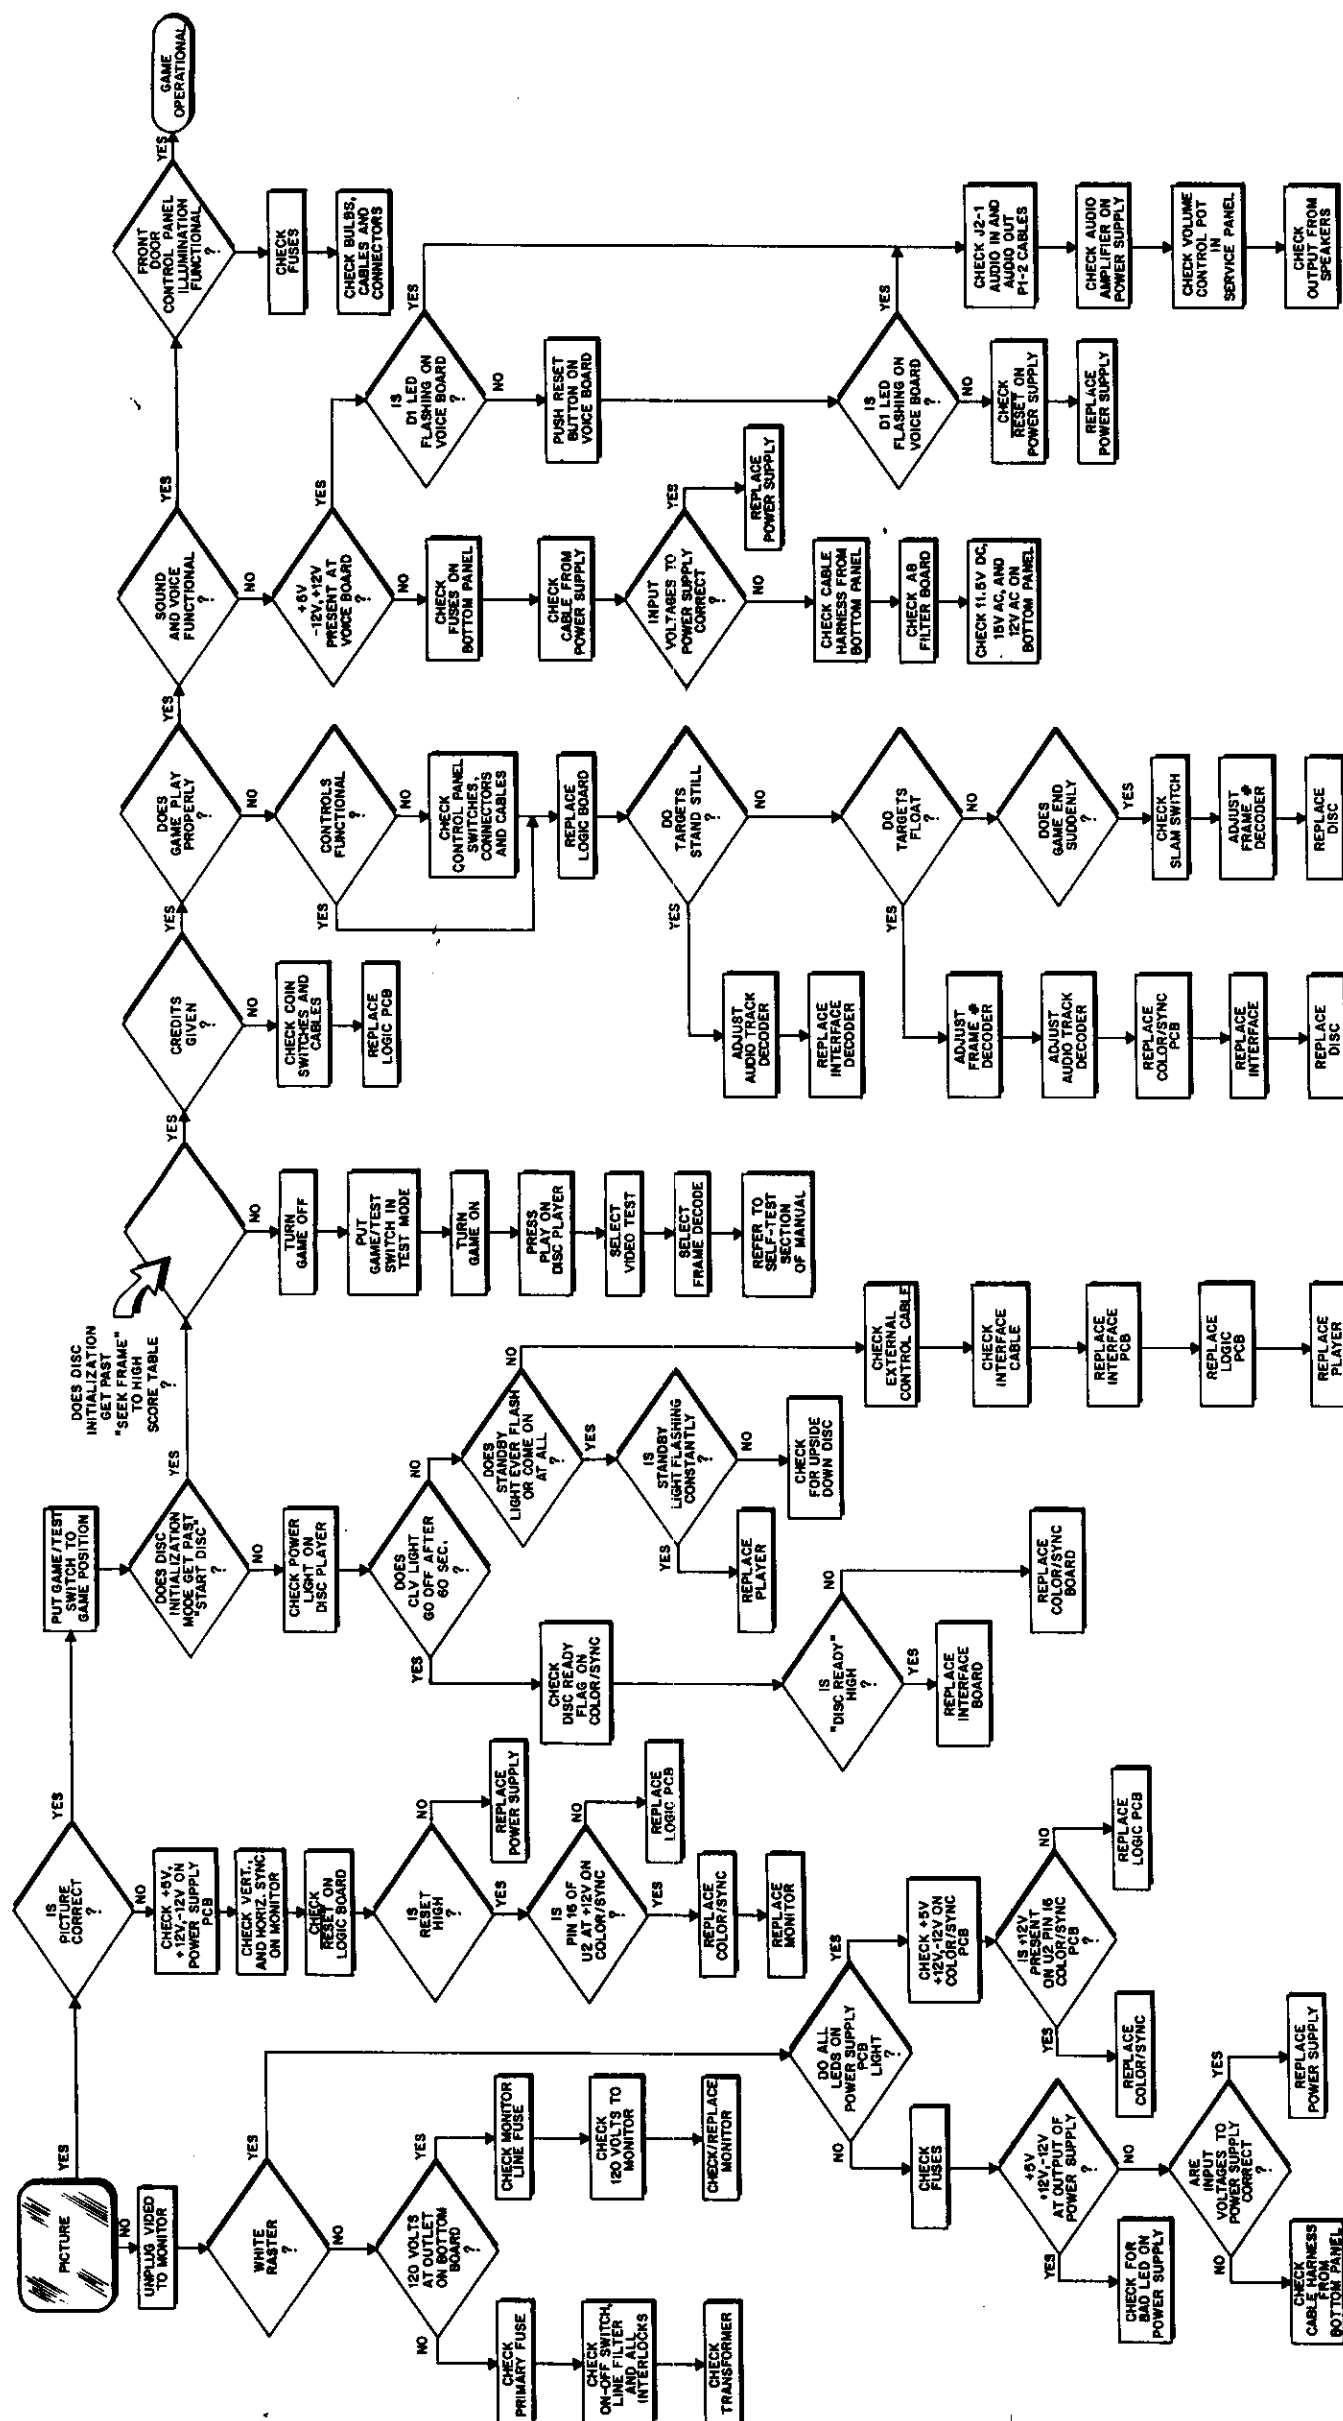 PICTURE
YES
NO
UNPLUG VIDEO
TO MONITOR
WHITE
RASTER
?
YES
NO
120 VOLTS
AT OUTLET
ON BOTTOM
BOARD
?
NO
CHECK
PRIMARY FUSE
CHECK
ON-OFF SWITCH,
LINE FILTER
AND ALL
INTERLOCKS
CHECK
TRANSFORMER
YES
CHECK MONITOR
LINE FUSE
CHECK
120 VOLTS TO
MONITOR
CHECK/REPLACE
MONITOR
DO ALL
LEDS ON
POWER SUPPLY
PCB
LIGHT
?
NO
CHECK
FUSES
+5V
+12V,-12V
AT OUTPUT OF
POWER SUPPLY
?
YES
CHECK FOR
BAD LED ON
POWER SUPPLY
NO
ARE
INPUT
VOLTAGES TO
POWER SUPPLY
CORRECT
?
NO
CHECK
CABLE HARNESS
FROM
BOTTOM PANEL
YES
REPLACE
POWER SUPPLY
YES
CHECK +5V
+12V,-12V ON
COLOR/SYNC
PCB
IS +12V
PRESENT
ON U2 PIN 16
COLOR/SYNC
PCB
?
YES
REPLACE
COLOR/SYNC
NO
REPLACE
LOGIC PCB
IS
PICTURE
CORRECT
?
YES
NO
CHECK +5V,
+12V,-12V ON
POWER SUPPLY
PCB
CHECK VERT.,
AND HORIZ. SYNC.
ON MONITOR
CHECK
RESET ON
LOGIC BOARD
IS
RESET
HIGH
?
NO
REPLACE
POWER SUPPLY
YES
IS
PIN 16 OF
U2 AT +12V ON
COLOR/SYNC
?
NO
REPLACE
LOGIC PCB
YES
REPLACE
COLOR/SYNC
REPLACE
MONITOR
PUT GAME/TEST
SWITCH TO
GAME POSITION
DOES DISC
INITIALIZATION
MODE GET PAST
"START DISC"
?
YES
NO
CHECK POWER
LIGHT ON
DISC PLAYER
DOES
CLV LIGHT
GO OFF AFTER
60 SEC.
?
YES
CHECK
DISC READY
FLAG ON
COLOR/SYNC
IS
"DISC READY"
HIGH
?
YES
REPLACE
INTERFACE
BOARD
NO
REPLACE
COLOR/SYNC
BOARD
NO
DOES
STANDBY
LIGHT EVER FLASH
OR COME ON
AT ALL
?
YES
IS
STANDBY
LIGHT FLASHING
CONSTANTLY
?
YES
REPLACE
PLAYER
NO
CHECK
FOR UPSIDE
DOWN DISC
NO
CHECK
EXTERNAL
CONTROL CABLE
CHECK
INTERFACE
CABLE
REPLACE
INTERFACE
PCB
REPLACE
LOGIC
PCB
REPLACE
PLAYER
DOES DISC
INITIALIZATION
GET PAST
"SEEK FRAME"
TO HIGH
SCORE TABLE
?
YES
NO
TURN
GAME OFF
PUT
GAME/TEST
SWITCH IN
TEST MODE
TURN
GAME ON
PRESS
PLAY ON
DISC PLAYER
SELECT
VIDEO TEST
SELECT
FRAME DECODE
REFER TO
SELF-TEST
SECTION
OF MANUAL
CREDITS
GIVEN
?
YES
NO
CHECK COIN
SWITCHES AND
CABLES
REPLACE
LOGIC PCB
DOES
GAME PLAY
PROPERLY
?
YES
NO
CONTROLS
FUNCTIONAL
?
YES
NO
CHECK
CONTROL PANEL
SWITCHES,
CONNECTORS
AND CABLES
REPLACE
LOGIC BOARD
DO
TARGETS
STAND STILL
?
YES
ADJUST
AUDIO TRACK
DECODER
REPLACE
INTERFACE
DECODER
NO
DO
TARGETS
FLOAT
?
YES
ADJUST
FRAME #
DECODER
ADJUST
AUDIO TRACK
DECODER
REPLACE
COLOR/SYNC
PCB
REPLACE
INTERFACE
REPLACE
DISC
NO
DOES
GAME END
SUDDENLY
?
YES
CHECK
SLAM SWITCH
ADJUST
FRAME #
DECODER
REPLACE
DISC
SOUND
AND VOICE
FUNCTIONAL
?
YES
NO
+5V
-12V,+12V
PRESENT AT
VOICE BOARD
?
YES
NO
CHECK
FUSES ON
BOTTOM PANEL
CHECK
CABLE FROM
POWER SUPPLY
INPUT
VOLTAGES TO
POWER SUPPLY
CORRECT
?
YES
REPLACE
POWER SUPPLY
NO
CHECK CABLE
HARNESS FROM
BOTTOM PANEL
CHECK A8
FILTER BOARD
CHECK 11.5V DC,
15V AC, AND
12V AC ON
BOTTOM PANEL
IS
D1 LED
FLASHING ON
VOICE BOARD
?
YES
NO
PUSH RESET
BUTTON ON
VOICE BOARD
IS
D1 LED
FLASHING ON
VOICE BOARD
?
YES
NO
CHECK
RESET ON
POWER SUPPLY
REPLACE
POWER SUPPLY
CHECK J2-1
AUDIO IN AND
AUDIO OUT
P1-2 CABLES
CHECK AUDIO
AMPLIFIER ON
POWER SUPPLY
CHECK VOLUME
CONTROL POT
IN
SERVICE PANEL
CHECK
OUTPUT FROM
SPEAKERS
FRONT
DOOR
CONTROL PANEL
ILLUMINATION
FUNCTIONAL
?
YES
CHECK
FUSES
CHECK BULBS,
CABLES AND
CONNECTORS
GAME
OPERATIONAL